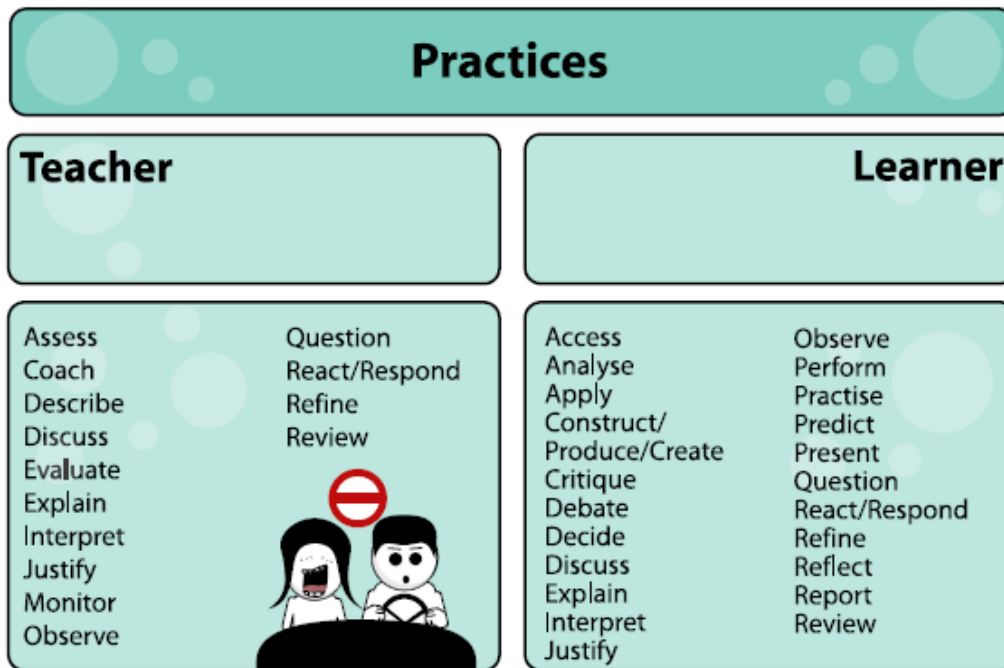 Practices
Teacher
Learner
Assess
Coach
Describe
Discuss
Evaluate
Explain
Interpret
Justify
Monitor
Observe
Question
React/Respond
Refine
Review
Access
Analyse
Apply
Construct/
Produce/Create
Critique
Debate
Decide
Discuss
Explain
Interpret
Justify
Observe
Perform
Practise
Predict
Present
Question
React/Respond
Refine
Reflect
Report
Review